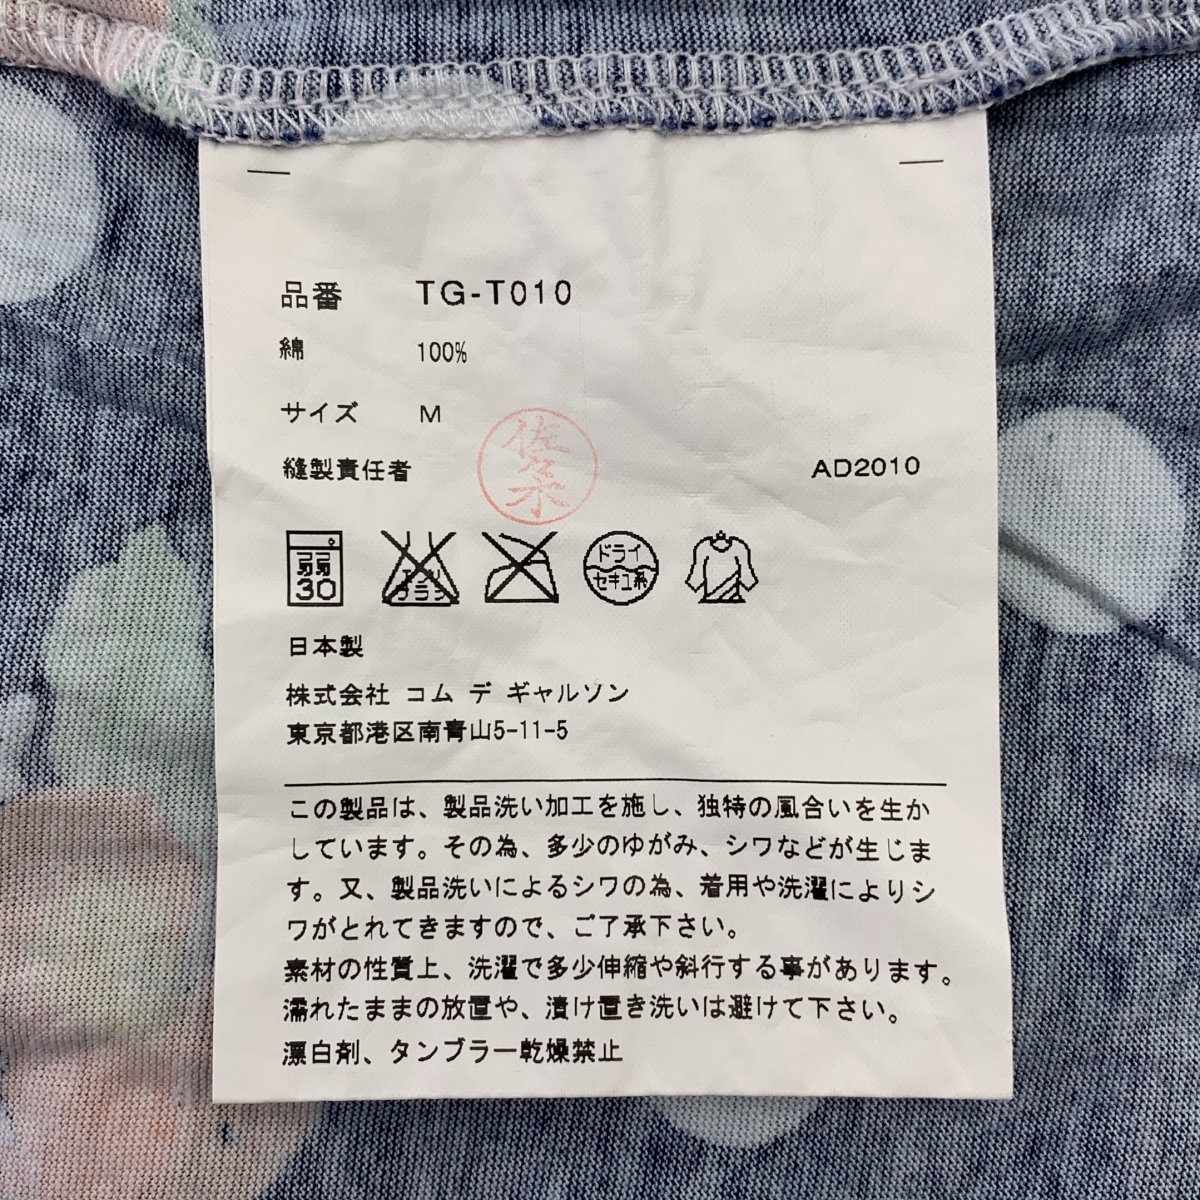 品番 TG-T010
綿 100%
サイズ M
縫製責任者 佐々木 AD2010
弱 30 エンソ サラシ ドライ セキユ系
日本製
株式会社 コム デ ギャルソン
東京都港区南青山5-11-5
この製品は、製品洗い加工を施し、独特の風合いを生か
しています。その為、多少のゆがみ、シワなどが生じま
す。又、製品洗いによるシワの為、着用や洗濯によりシ
ワがとれてきますので、ご了承下さい。
素材の性質上、洗濯で多少伸縮や斜行する事があります。
濡れたままの放置や、漬け置き洗いは避けて下さい。
漂白剤、タンブラー乾燥禁止